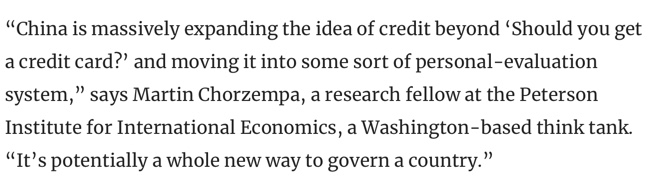 “China is massively expanding the idea of credit beyond ‘Should you get
a credit card?’ and moving it into some sort of personal-evaluation
system,” says Martin Chorzempa, a research fellow at the Peterson
Institute for International Economics, a Washington-based think tank.
“It’s potentially a whole new way to govern a country.”